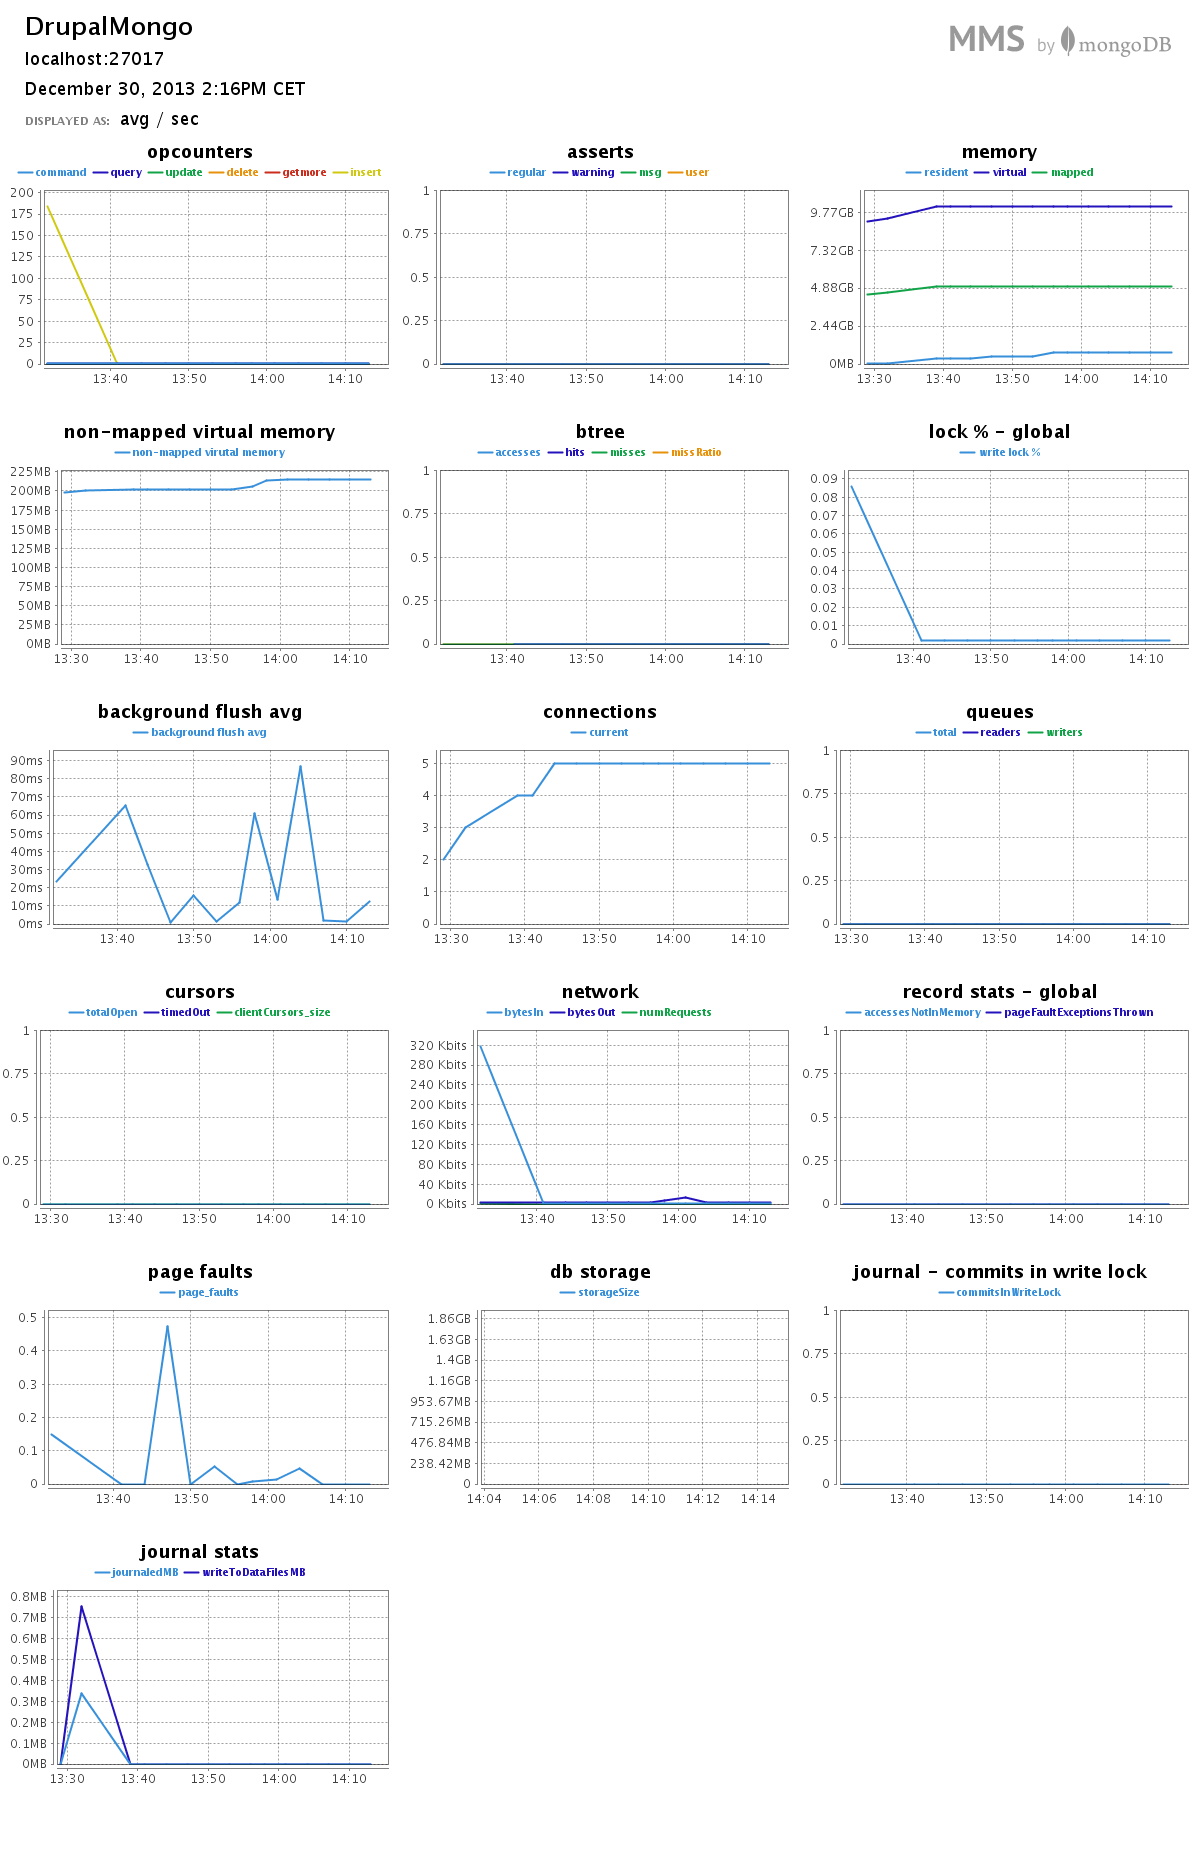 DrupalMongo
localhost:27017
December 30, 2013 2:16PM CET
DISPLAYED AS: avg / sec
MMS by mongoDB
opcounters
command query update delete getmore insert
200
175
150
125
100
75
50
25
0
13:40 13:50 14:00 14:10
asserts
regular warning msg user
1
0.75
0.5
0.25
0
13:40 13:50 14:00 14:10
memory
resident virtual mapped
9.77GB
7.32GB
4.88GB
2.44GB
0MB
13:30 13:40 13:50 14:00 14:10
non-mapped virtual memory
non-mapped virutal memory
225MB
200MB
175MB
150MB
125MB
100MB
75MB
50MB
25MB
0MB
13:30 13:40 13:50 14:00 14:10
btree
accesses hits misses missRatio
1
0.75
0.5
0.25
0
13:40 13:50 14:00 14:10
lock % - global
write lock %
0.09
0.08
0.07
0.06
0.05
0.04
0.03
0.02
0.01
0
13:40 13:50 14:00 14:10
background flush avg
background flush avg
90ms
80ms
70ms
60ms
50ms
40ms
30ms
20ms
10ms
0ms
13:40 13:50 14:00 14:10
connections
current
5
4
3
2
1
0
13:30 13:40 13:50 14:00 14:10
queues
total readers writers
1
0.75
0.5
0.25
0
13:30 13:40 13:50 14:00 14:10
cursors
totalOpen timedOut clientCursors_size
1
0.75
0.5
0.25
0
13:30 13:40 13:50 14:00 14:10
network
bytesIn bytesOut numRequests
320 Kbits
280 Kbits
240 Kbits
200 Kbits
160 Kbits
120 Kbits
80 Kbits
40 Kbits
0 Kbits
13:40 13:50 14:00 14:10
record stats - global
accessesNotInMemory pageFaultExceptionsThrown
1
0.75
0.5
0.25
0
13:40 13:50 14:00 14:10
page faults
page_faults
0.5
0.4
0.3
0.2
0.1
0
13:40 13:50 14:00 14:10
db storage
storageSize
1.86GB
1.63GB
1.4GB
1.16GB
953.67MB
715.26MB
476.84MB
238.42MB
0
14:04 14:06 14:08 14:10 14:12 14:14
journal - commits in write lock
commitsInWriteLock
1
0.75
0.5
0.25
0
13:40 13:50 14:00 14:10
journal stats
journaledMB writeToDataFilesMB
0.8MB
0.7MB
0.6MB
0.5MB
0.4MB
0.3MB
0.2MB
0.1MB
0MB
13:30 13:40 13:50 14:00 14:10